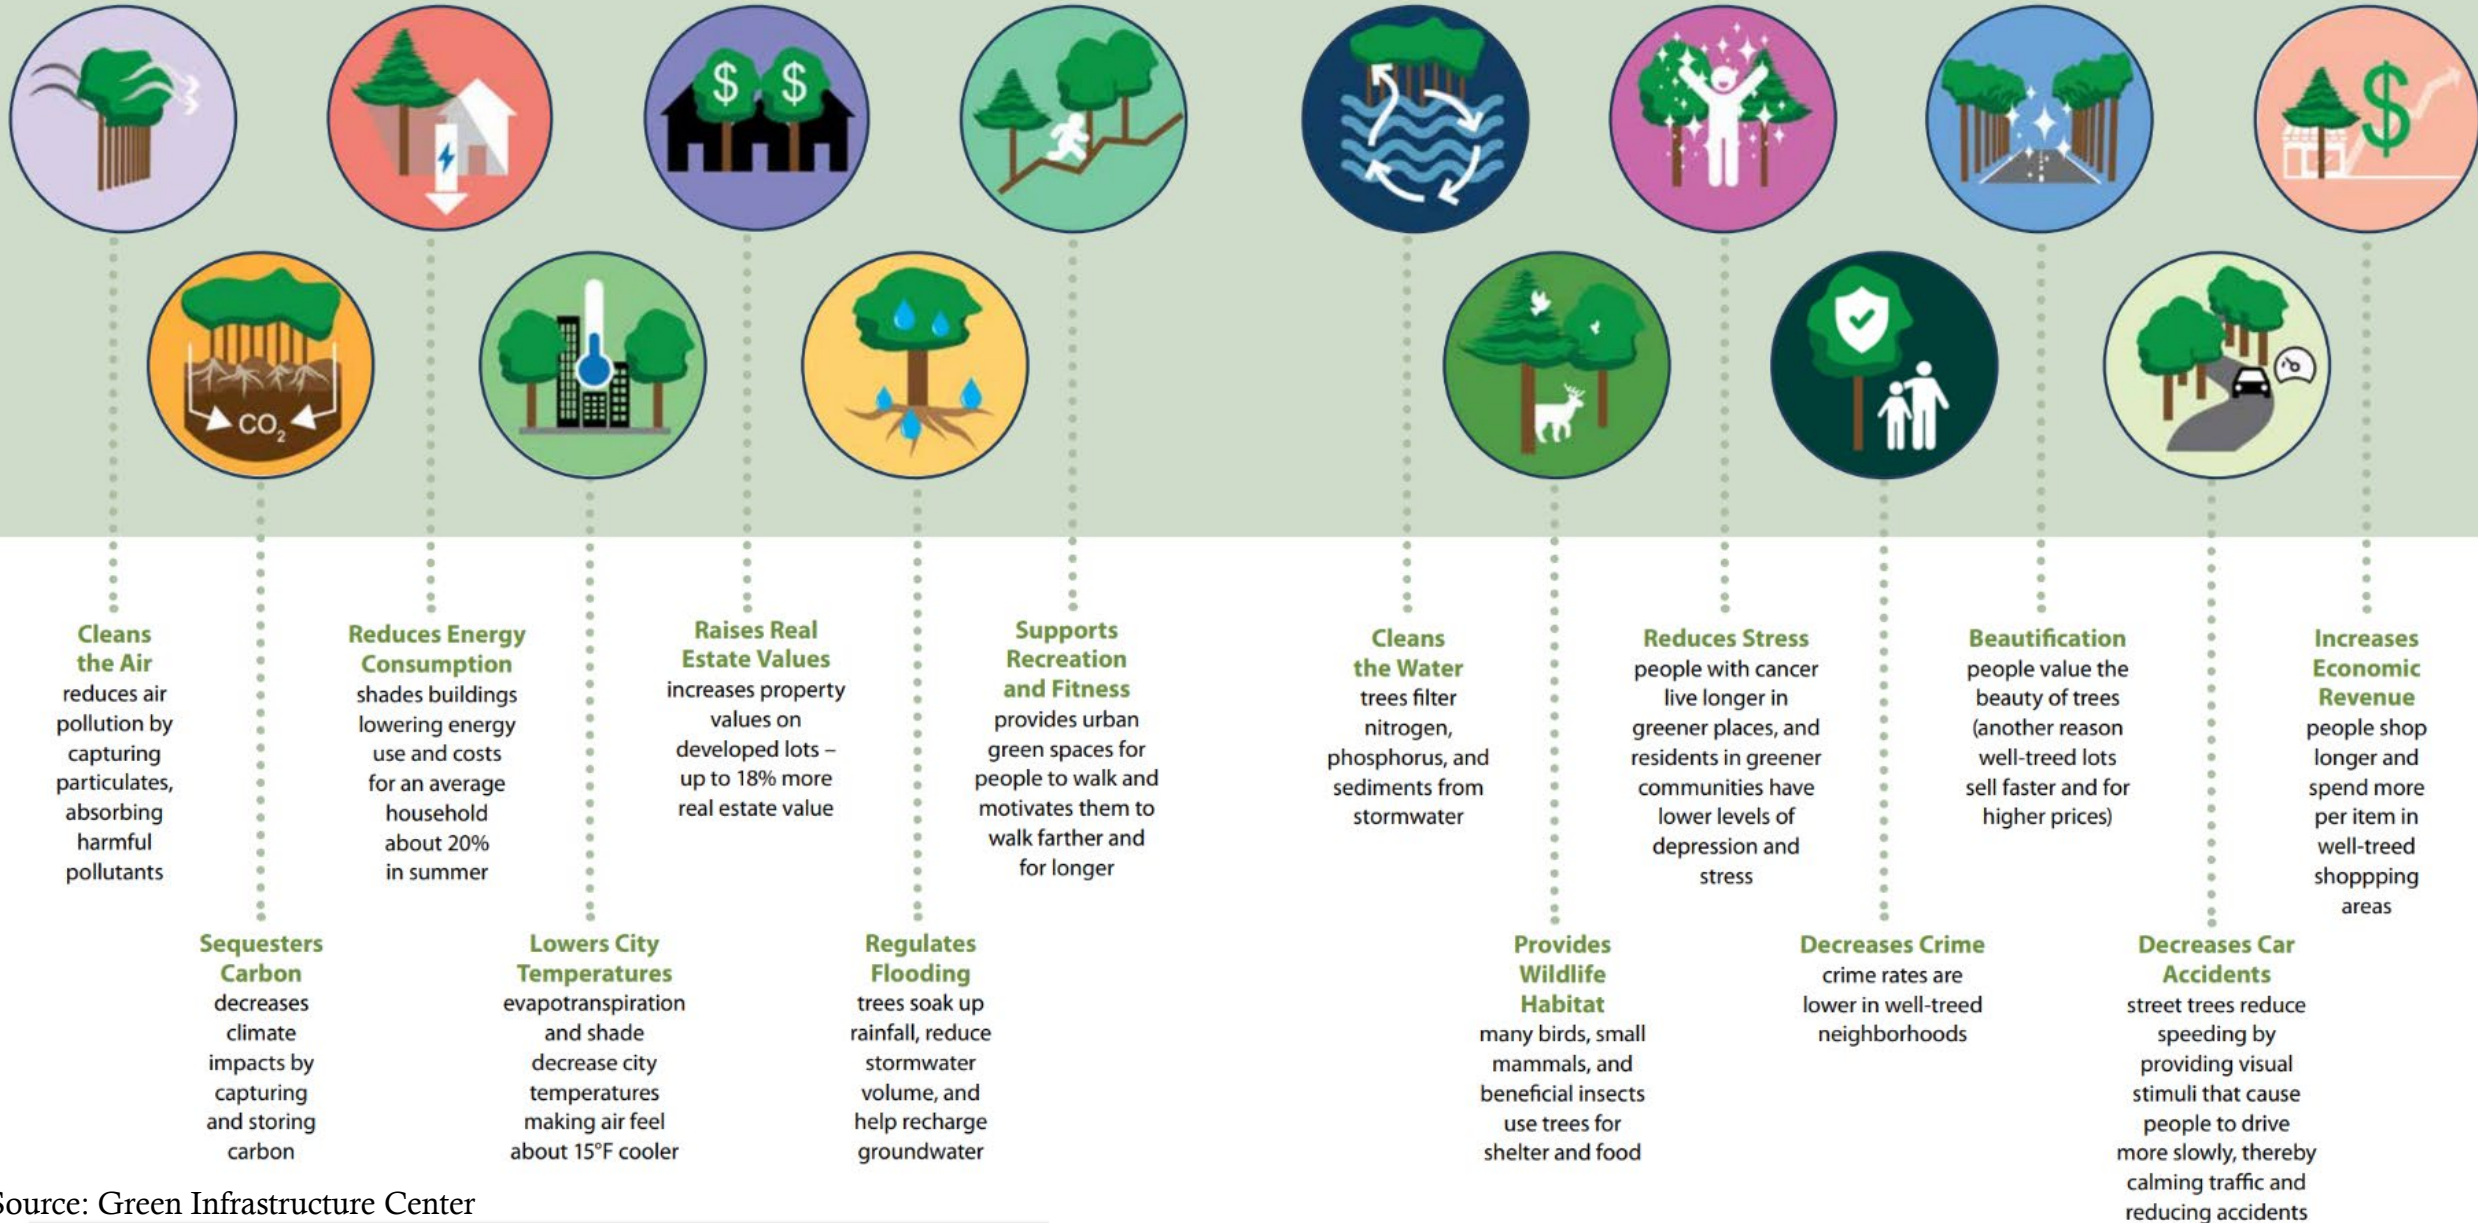 $ $
$
CO2
Cleans
the Air
reduces air
pollution by
capturing
particulates,
absorbing
harmful
pollutants
Sequesters
Carbon
decreases
climate
impacts by
capturing
and storing
carbon
Reduces Energy
Consumption
shades buildings
lowering energy
use and costs
for an average
household
about 20%
in summer
Lowers City
Temperatures
evapotranspiration
and shade
decrease city
temperatures
making air feel
about 15°F cooler
Raises Real
Estate Values
increases property
values on
developed lots –
up to 18% more
real estate value
Regulates
Flooding
trees soak up
rainfall, reduce
stormwater
volume, and
help recharge
groundwater
Supports
Recreation
and Fitness
provides urban
green spaces for
people to walk and
motivates them to
walk farther and
for longer
Cleans
the Water
trees filter
nitrogen,
phosphorus, and
sediments from
stormwater
Provides
Wildlife
Habitat
many birds, small
mammals, and
beneficial insects
use trees for
shelter and food
Reduces Stress
people with cancer
live longer in
greener places, and
residents in greener
communities have
lower levels of
depression and
stress
Decreases Crime
crime rates are
lower in well-treed
neighborhoods
Beautification
people value the
beauty of trees
(another reason
well-treed lots
sell faster and for
higher prices)
Decreases Car
Accidents
street trees reduce
speeding by
providing visual
stimuli that cause
people to drive
more slowly, thereby
calming traffic and
reducing accidents
Increases
Economic
Revenue
people shop
longer and
spend more
per item in
well-treed
shoppping
areas
Source: Green Infrastructure Center